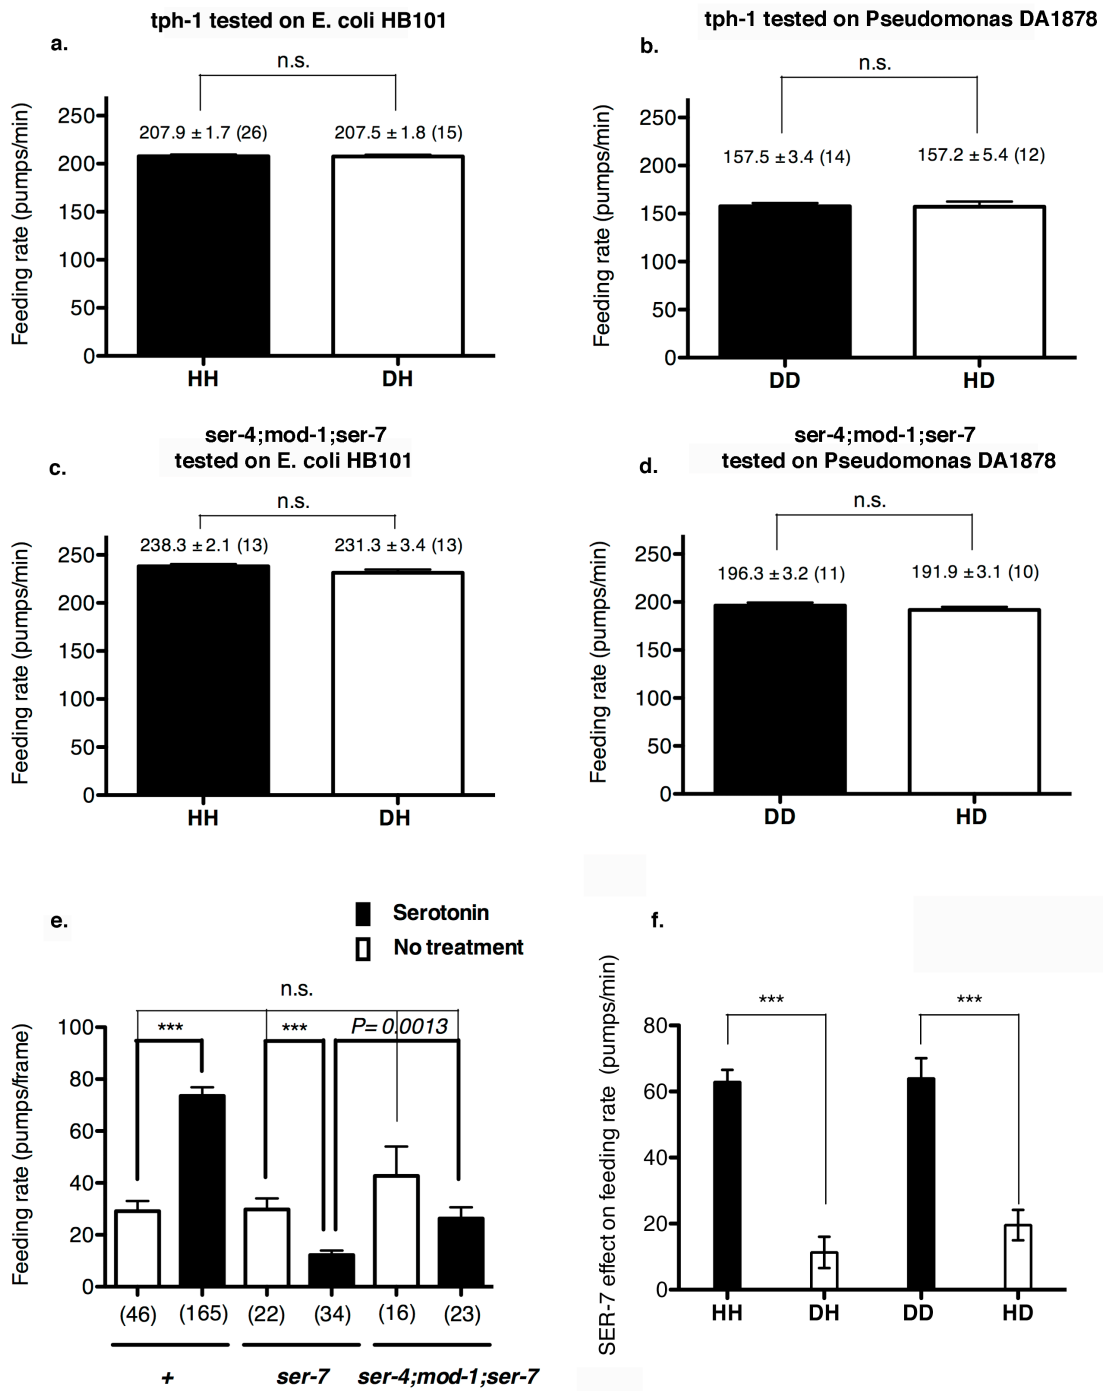 tph-1 tested on E. coli HB101
a.
n.s.
Feeding rate (pumps/min)
250
200
150
100
50
0
207.9 ±1.7 (26)
207.5 ±1.8 (15)
HH
DH
tph-1 tested on Pseudomonas DA1878
b.
n.s.
Feeding rate (pumps/min)
250
200
150
100
50
0
157.5 ±3.4 (14)
157.2 ±5.4 (12)
DD
HD
ser-4;mod-1;ser-7
tested on E. coli HB101
c.
n.s.
Feeding rate (pumps/min)
250
200
150
100
50
0
238.3 ±2.1 (13)
231.3 ±3.4 (13)
HH
DH
ser-4;mod-1;ser-7
tested on Pseudomonas DA1878
d.
n.s.
Feeding rate (pumps/min)
250
200
150
100
50
0
196.3 ±3.2 (11)
191.9 ±3.1 (10)
DD
HD
e.
Serotonin
No treatment
n.s.
*** *** P= 0.0013
Feeding rate (pumps/frame)
100
80
60
40
20
0
(46) (165) (22) (34) (16) (23)
+ ser-7 ser-4;mod-1;ser-7
f.
*** ***
SER-7 effect on feeding rate (pumps/min)
80
60
40
20
0
HH DH DD HD